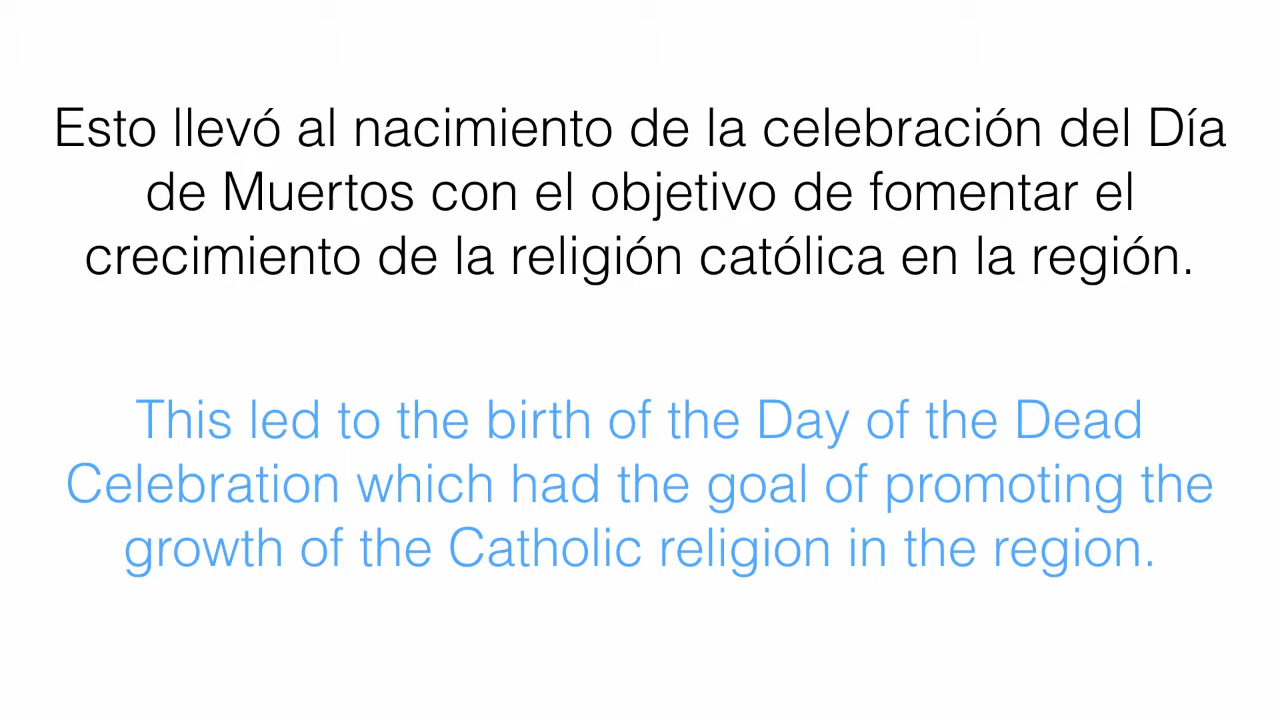 Esto llevó al nacimiento de la celebración del Día
de Muertos con el objetivo de fomentar el
crecimiento de la religión católica en la región.
This led to the birth of the Day of the Dead
Celebration which had the goal of promoting the
growth of the Catholic religion in the region.